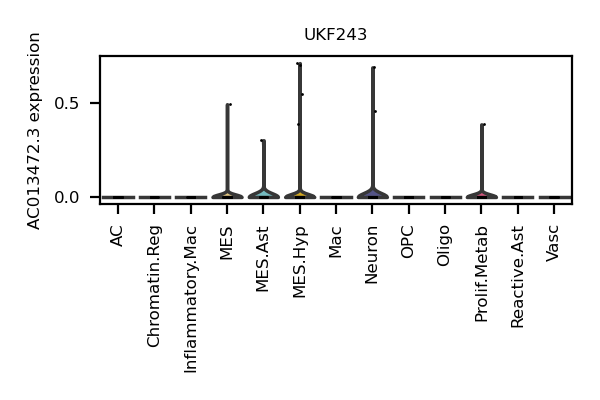 UKF243
AC013472.3 expression
0.5
0.0
AC
Chromatin.Reg
Inflammatory.Mac
MES
MES.Ast
MES.Hyp
Mac
Neuron
OPC
Oligo
Prolif.Metab
Reactive.Ast
Vasc